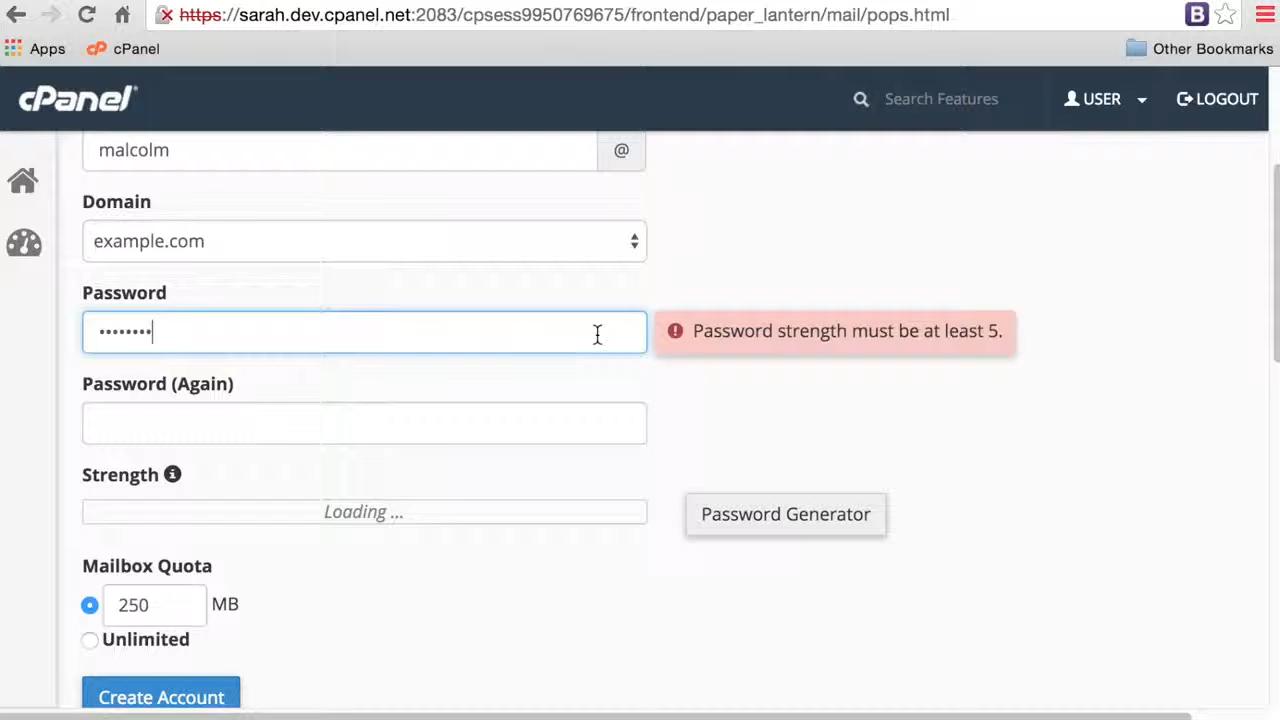 https://sarah.dev.cpanel.net:2083/cpsess9950769675/frontend/paper_lantern/mail/pops.html
B
Apps cPanel Other Bookmarks
cPanel Search Features USER LOGOUT
malcolm @
Domain
example.com
Password
•••••••• Password strength must be at least 5.
Password (Again)
Strength
Loading ...
Password Generator
Mailbox Quota
250 MB
Unlimited
Create Account